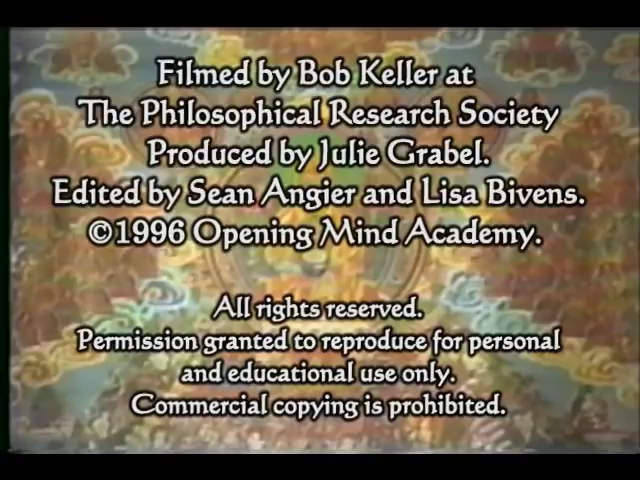 Filmed by Bob Keller at
The Philosophical Research Society
Produced by Julie Grabel.
Edited by Sean Angier and Lisa Bivens.
©1996 Opening Mind Academy.
All rights reserved.
Permission granted to reproduce for personal
and educational use only.
Commercial copying is prohibited.